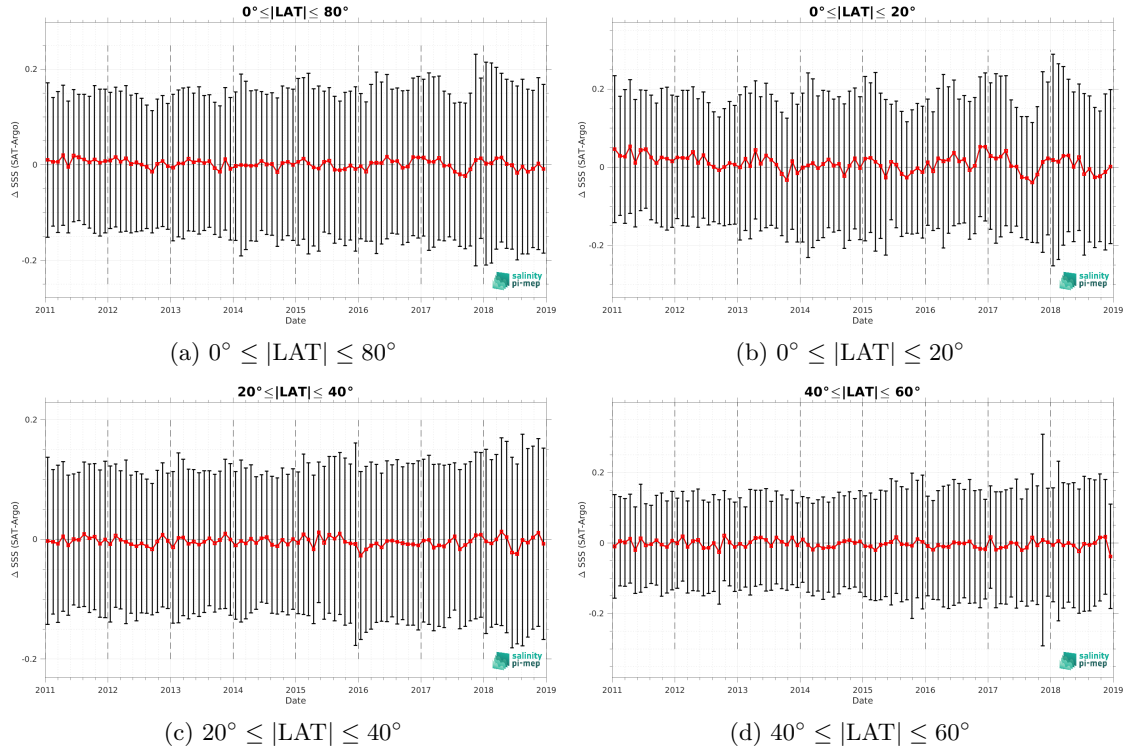 0°≤|LAT|≤ 80°
0.2
0
-0.2
Δ SSS (SAT-Argo)
salinity
pi-mep
2011 2012 2013 2014 2015 2016 2017 2018 2019
Date
(a) 0° ≤ |LAT| ≤ 80°
0°≤|LAT|≤ 20°
0.2
0
-0.2
Δ SSS (SAT-Argo)
salinity
pi-mep
2011 2012 2013 2014 2015 2016 2017 2018 2019
Date
(b) 0° ≤ |LAT| ≤ 20°
20°≤|LAT|≤ 40°
0.2
0
-0.2
Δ SSS (SAT-Argo)
salinity
pi-mep
2011 2012 2013 2014 2015 2016 2017 2018 2019
Date
(c) 20° ≤ |LAT| ≤ 40°
40°≤|LAT|≤ 60°
0.2
0
-0.2
Δ SSS (SAT-Argo)
salinity
pi-mep
2011 2012 2013 2014 2015 2016 2017 2018 2019
Date
(d) 40° ≤ |LAT| ≤ 60°